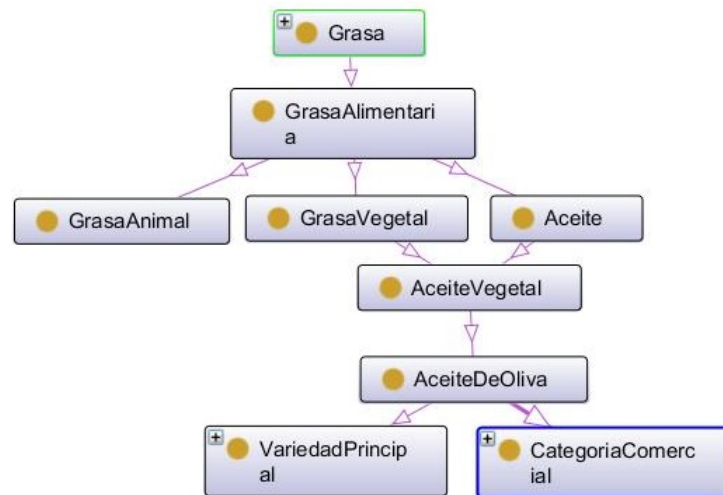 Grasa
GrasaAlimentari
a
GrasaAnimal
GrasaVegetal
Aceite
AceiteVegetal
AceiteDeOliva
VariedadPrincip
al
CategoriaComerc
ial